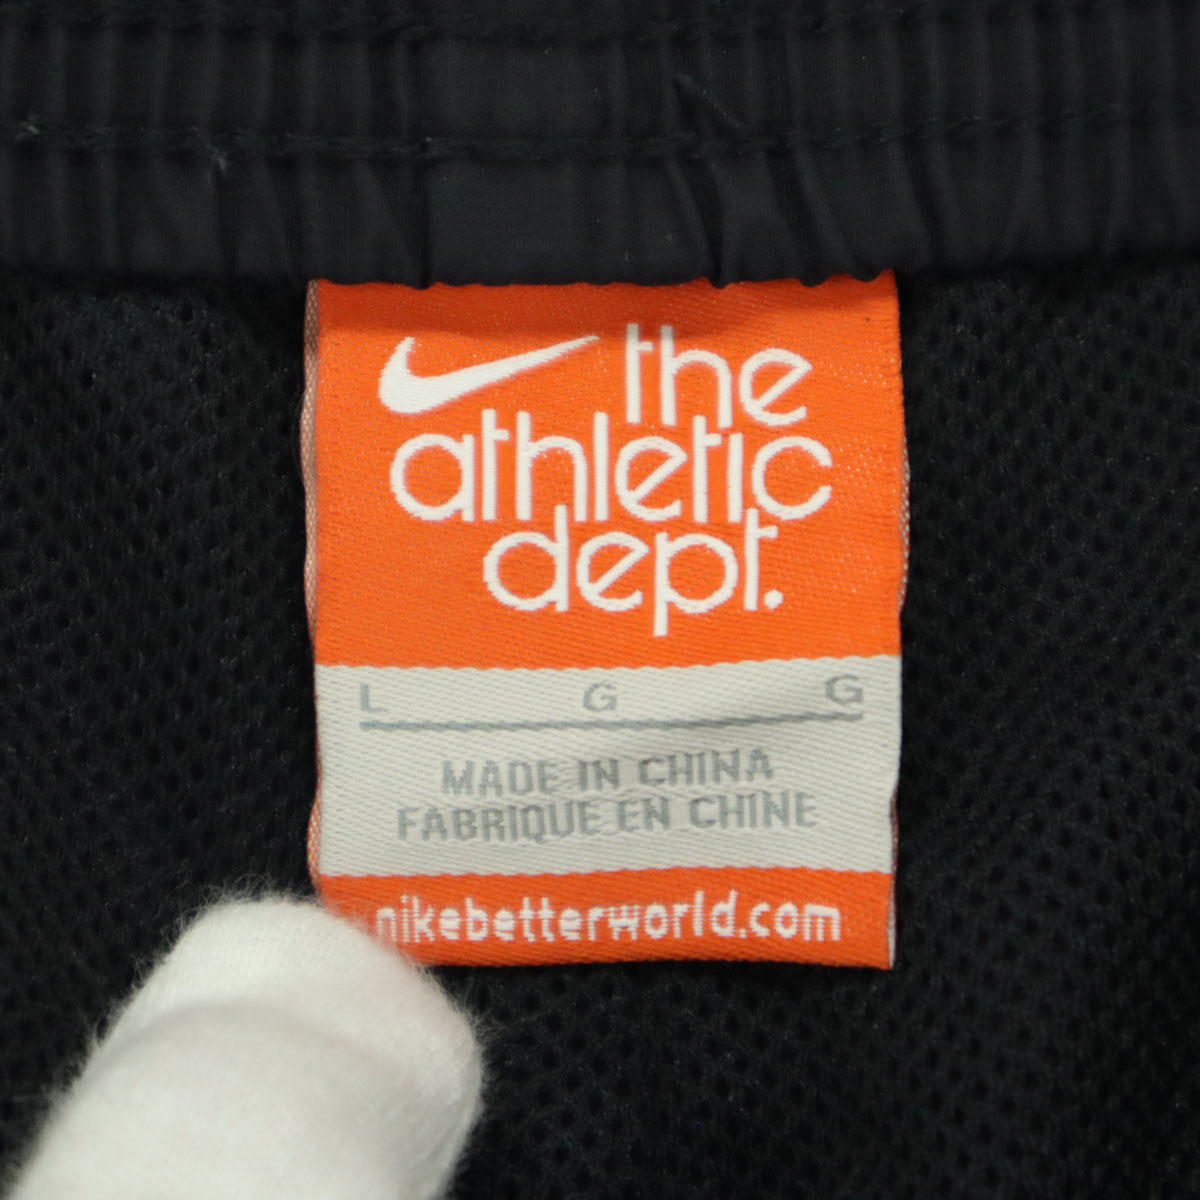 the
athletic
dept.
L G G
MADE IN CHINA
FABRIQUE EN CHINE
nikebetterworld.com